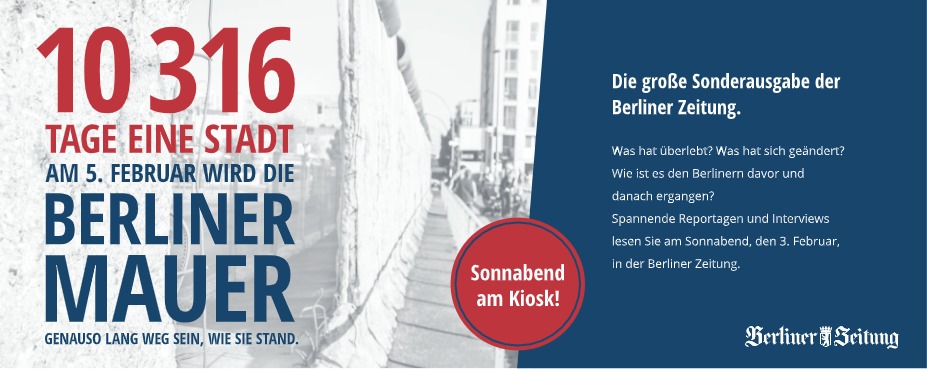 10 316
TAGE EINE STADT
AM 5. FEBRUAR WIRD DIE
BERLINER
MAUER
GENAUSO LANG WEG SEIN, WIE SIE STAND.
Sonnabend
am Kiosk!
Die große Sonderausgabe der
Berliner Zeitung.
Was hat überlebt? Was hat sich geändert?
Wie ist es den Berlinern davor und
danach ergangen?
Spannende Reportagen und Interviews
lesen Sie am Sonnabend, den 3. Februar,
in der Berliner Zeitung.
Berliner Zeitung